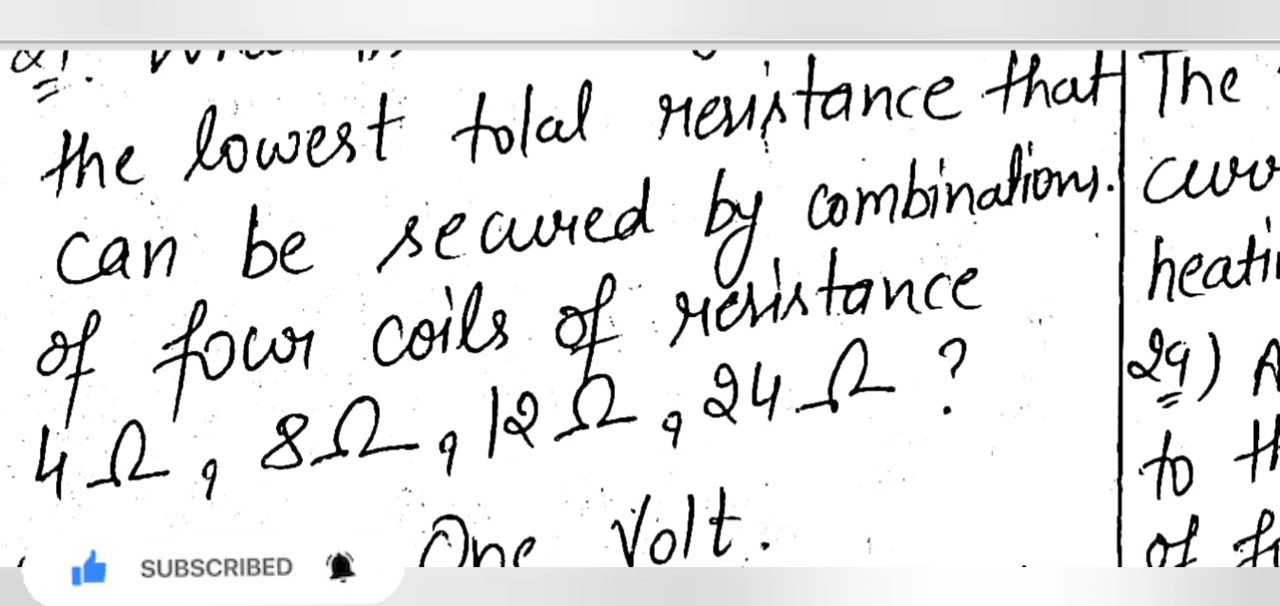 the lowest total resistance that
can be secured by combinations.
of four coils of resistance
4Ω, 8Ω, 12Ω, 24Ω ?
One Volt.
The
heati
29) A
to th
of f
SUBSCRIBED